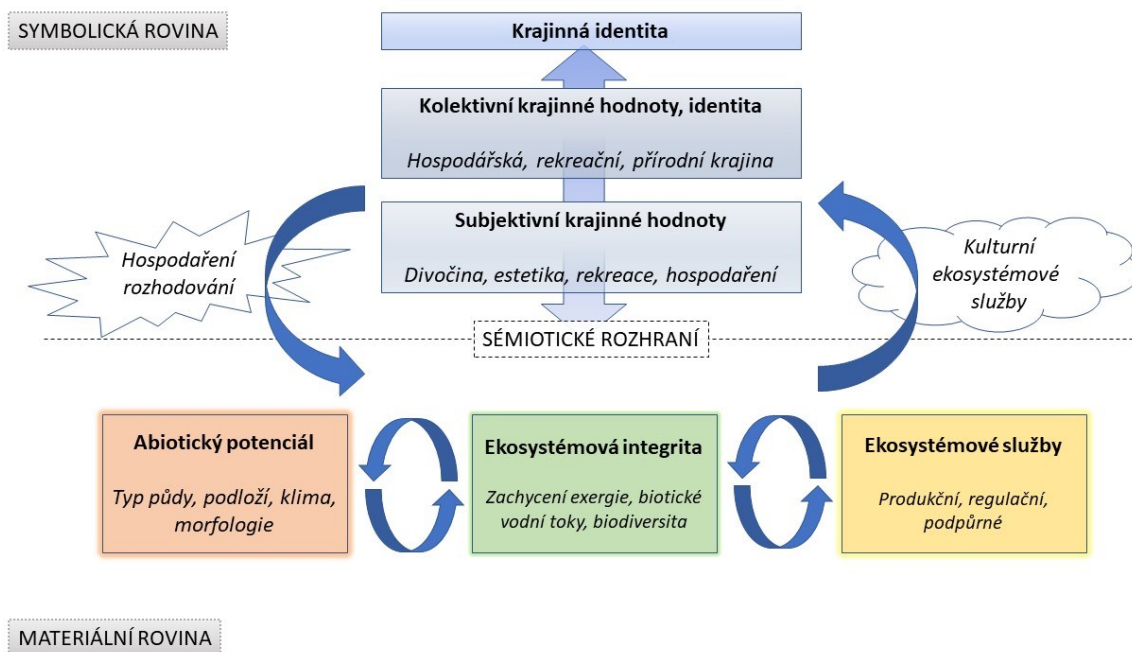 SYMBOLICKÁ ROVINA
Krajinná identita
Kolektivní krajinné hodnoty, identita
Hospodářská, rekreační, přírodní krajina
Subjektivní krajinné hodnoty
Divočina, estetika, rekreace, hospodaření
Hospodaření
rozhodování
Kulturní
ekosystémové
služby
SÉMIOTICKÉ ROZHRANÍ
Abiotický potenciál
Typ půdy, podloží, klima,
morfologie
Ekosystémová integrita
Zachycení exergie, biotické
vodní toky, biodiversita
Ekosystémové služby
Produkční, regulační,
podpůrné
MATERIÁLNÍ ROVINA